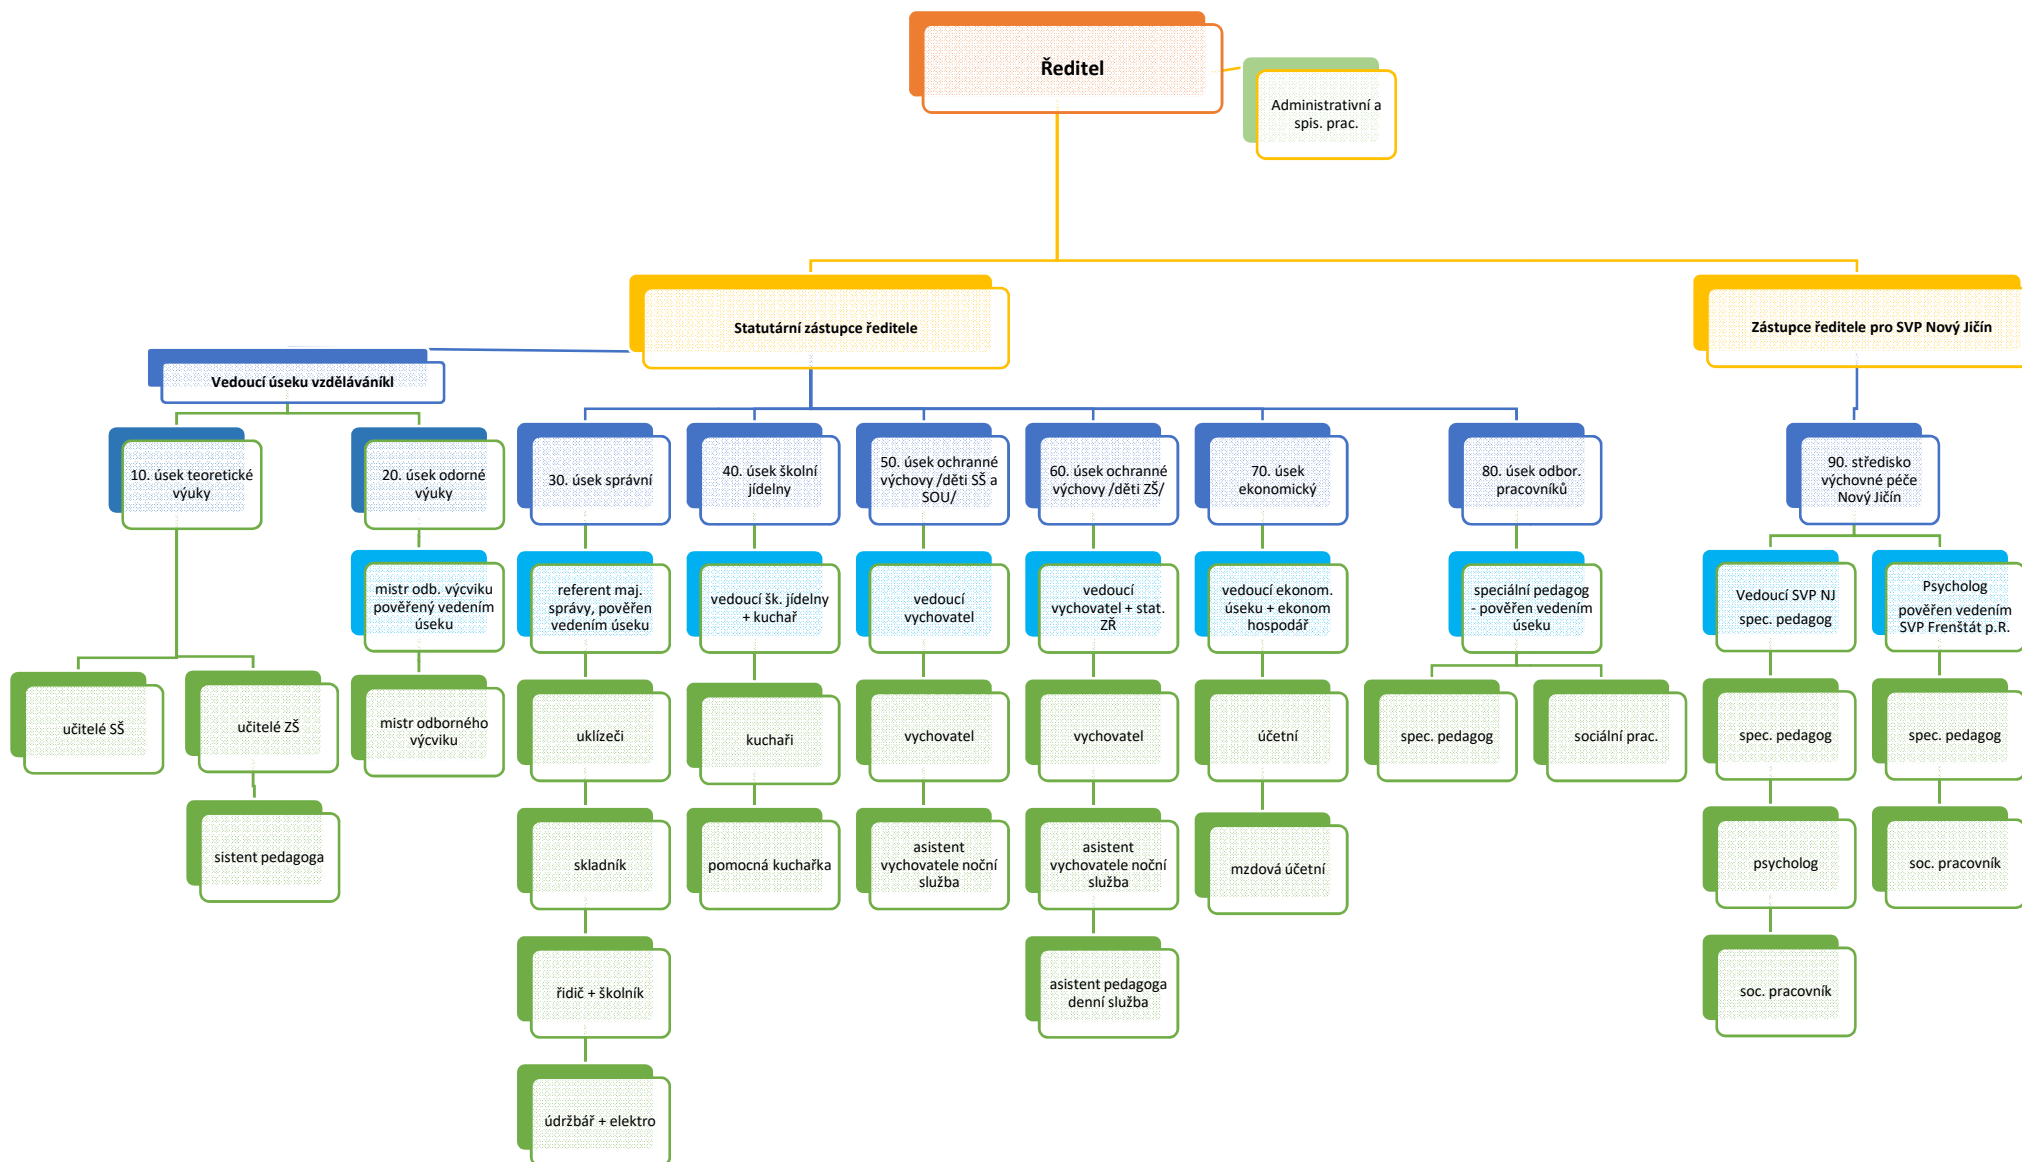 Ředitel
Administrativní a
spis. prac.
Statutární zástupce ředitele
Zástupce ředitele pro SVP Nový Jičín
Vedoucí úseku vzděláváníkl
10. úsek teoretické
výuky
20. úsek odorné
výuky
30. úsek správní
40. úsek školní
jídelny
50. úsek ochranné
výchovy /děti SŠ a
SOU/
60. úsek ochranné
výchovy /děti ZŠ/
70. úsek
ekonomický
80. úsek odbor.
pracovníků
90. středisko
výchovné péče
Nový Jičín
mistr odb. výcviku
pověřený vedením
úseku
referent maj.
správy, pověřen
vedením úseku
vedoucí šk. jídelny
+ kuchař
vedoucí
vychovatel
vedoucí
vychovatel + stat.
ZŘ
vedoucí ekonom.
úseku + ekonom
hospodář
speciální pedagog
- pověřen vedením
úseku
Vedoucí SVP NJ
spec. pedagog
Psycholog
pověřen vedením
SVP Frenštát p.R.
učitelé SŠ
učitelé ZŠ
mistr odborného
výcviku
uklízeči
kuchaři
vychovatel
vychovatel
účetní
spec. pedagog
sociální prac.
spec. pedagog
spec. pedagog
sistent pedagoga
skladník
pomocná kuchařka
asistent
vychovatele noční
služba
asistent
vychovatele noční
služba
mzdová účetní
psycholog
soc. pracovník
řidič + školník
asistent pedagoga
denní služba
soc. pracovník
údržbář + elektro